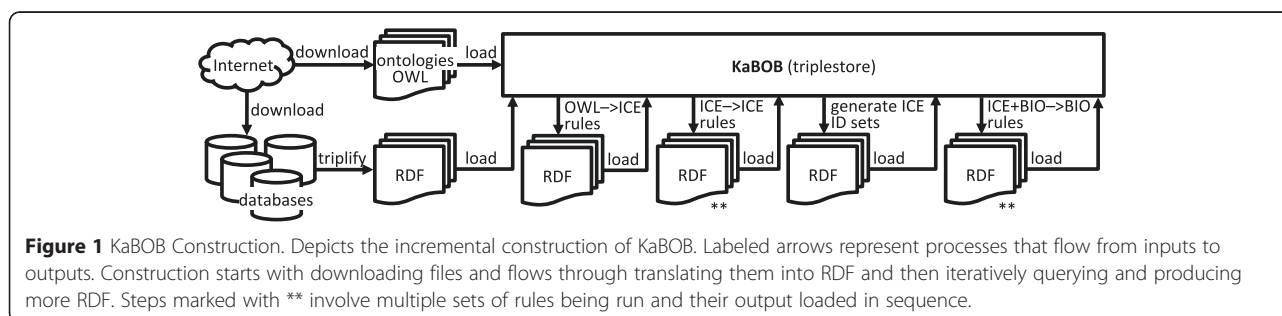 Internet
download
ontologies
OWL
load
KaBOB (triplestore)
download
databases
triplify
RDF
load
OWL—>ICE
rules
RDF
load
ICE—>ICE
rules
RDF
**
load
generate ICE
ID sets
RDF
load
ICE+BIO—>BIO
rules
RDF
**
load
Figure 1 KaBOB Construction. Depicts the incremental construction of KaBOB. Labeled arrows represent processes that flow from inputs to
outputs. Construction starts with downloading files and flows through translating them into RDF and then iteratively querying and producing
more RDF. Steps marked with ** involve multiple sets of rules being run and their output loaded in sequence.